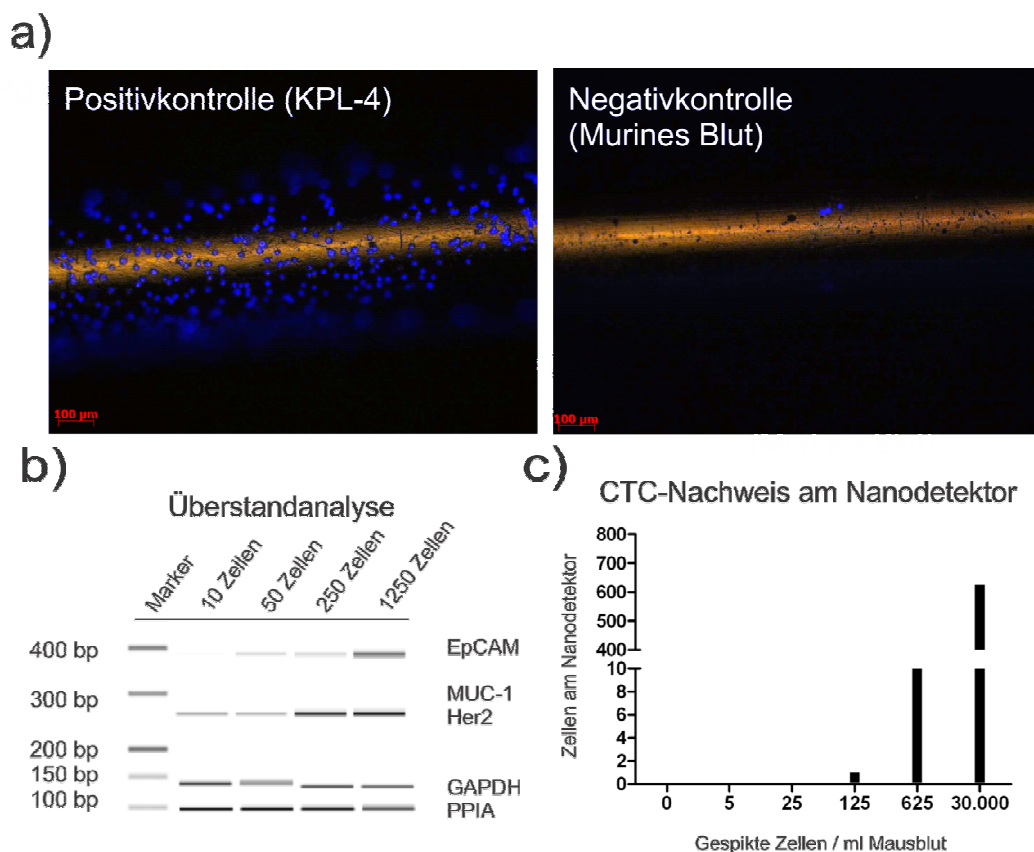 a)
Positivkontrolle (KPL-4)
100 µm
Negativkontrolle
(Murines Blut)
100 µm
b)
Überstandanalyse
Marker
10 Zellen
50 Zellen
250 Zellen
1250 Zellen
400 bp
300 bp
200 bp
150 bp
100 bp
EpCAM
MUC-1
Her2
GAPDH
PPIA
c)
CTC-Nachweis am Nanodetektor
Zellen am Nanodetektor
800
700
600
500
400
10
8
6
4
2
0
0 5 25 125 625 30.000
Gespikte Zellen / ml Mausblut